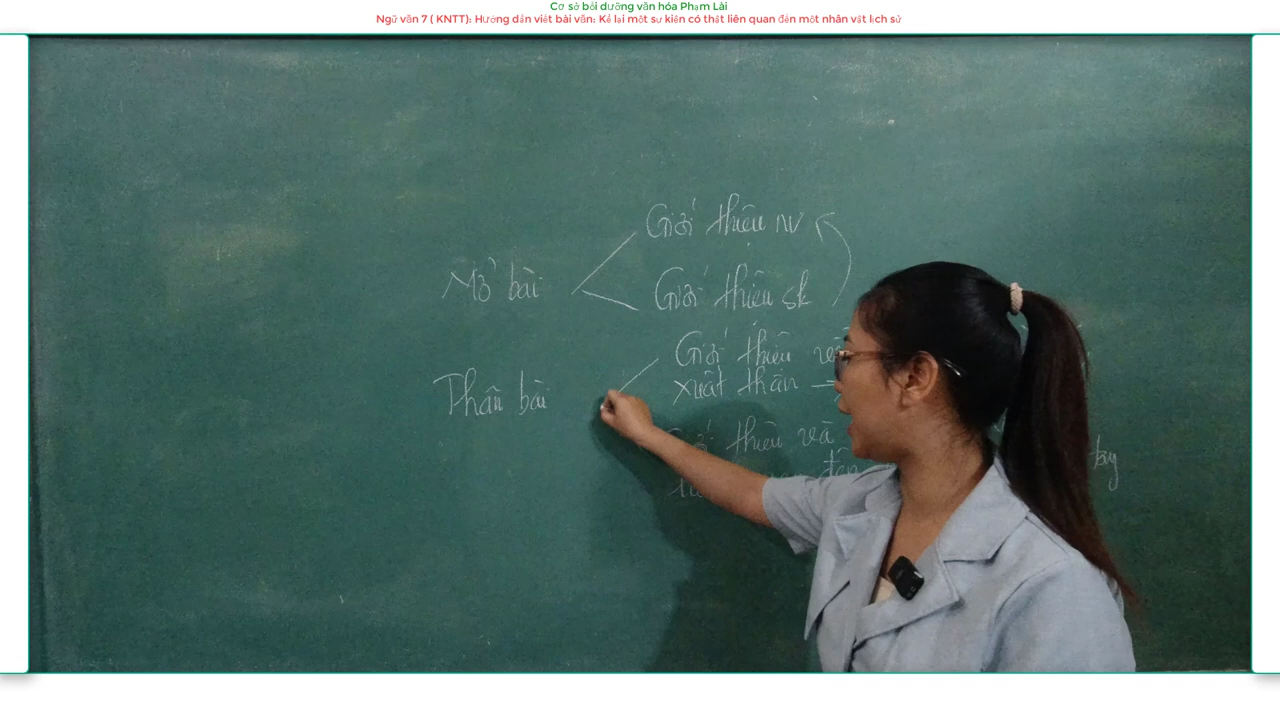 Cơ sở bồi dưỡng văn hóa Phạm Lài
Ngữ văn 7 ( KNTT): Hướng dẫn viết bài văn: Kể lại một sự kiện có thật liên quan đến một nhân vật lịch sử
Giới thiệu nv
Mở bài
Giới thiệu sk
Giới thiệu về
xuất thân
Thân bài
thiệu về
đến